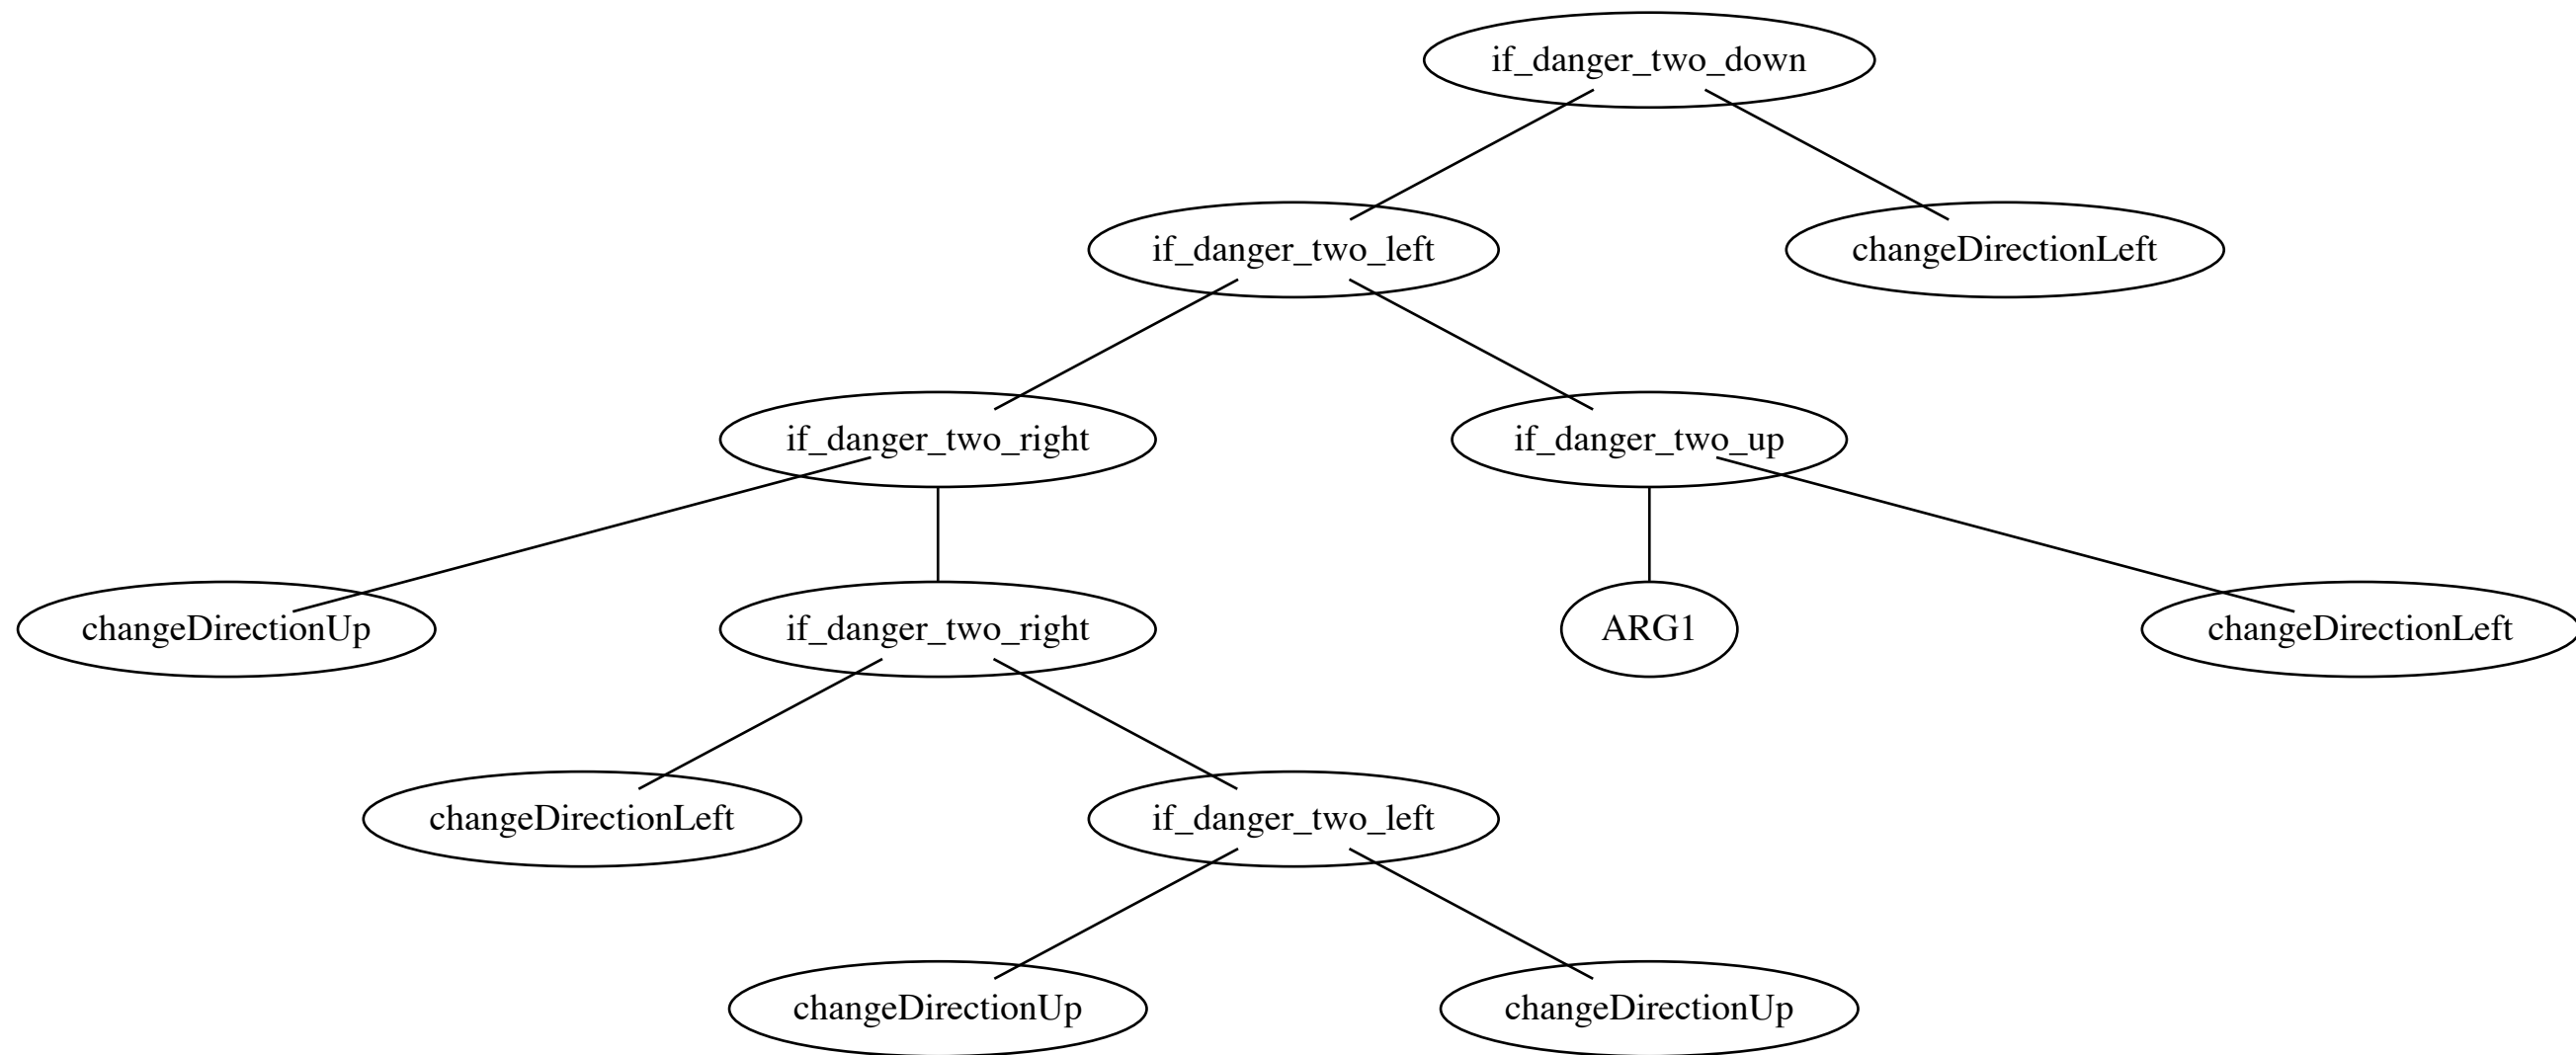 if_danger_two_down
if_danger_two_left
changeDirectionLeft
if_danger_two_right
if_danger_two_up
changeDirectionUp
if_danger_two_right
ARG1
changeDirectionLeft
changeDirectionLeft
if_danger_two_left
changeDirectionUp
changeDirectionUp